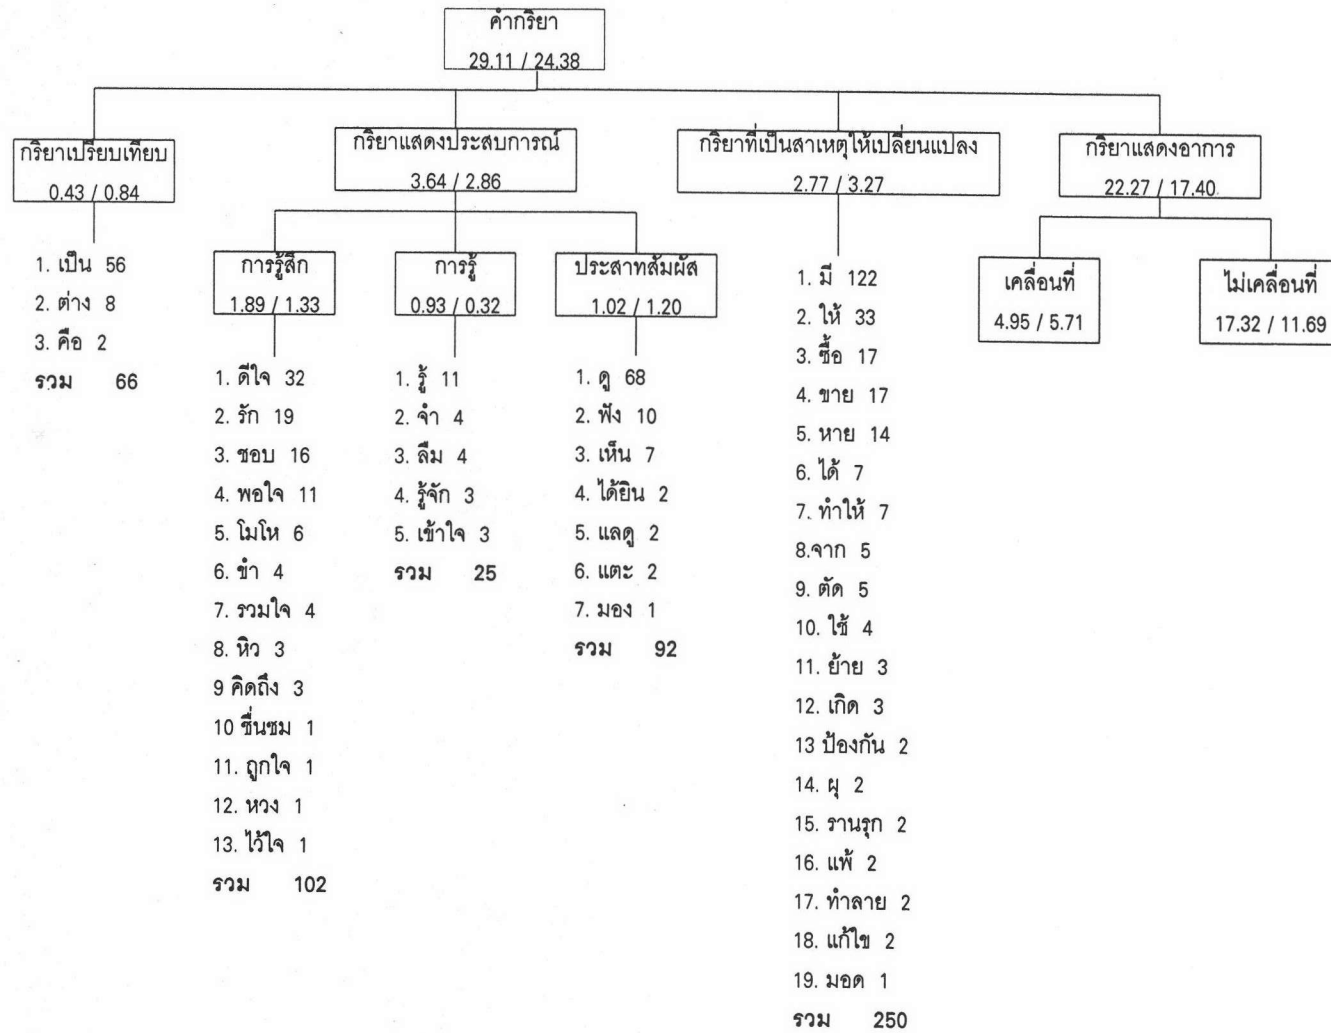 คำกริยา
29.11 / 24.38
กริยาเปรียบเทียบ
0.43 / 0.84
กริยาแสดงประสบการณ์
3.64 / 2.86
กริยาที่เป็นสาเหตุให้เปลี่ยนแปลง
2.77 / 3.27
กริยาแสดงอาการ
22.27 / 17.40
1. เป็น 56
2. ต่าง 8
3. คือ 2
รวม 66
การรู้สึก
1.89 / 1.33
การรู้
0.93 / 0.32
ประสาทสัมผัส
1.02 / 1.20
เคลื่อนที่
4.95 / 5.71
ไม่เคลื่อนที่
17.32 / 11.69
1. ดีใจ 32
2. รัก 19
3. ชอบ 16
4. พอใจ 11
5. โมโห 6
6. ขำ 4
7. รวมใจ 4
8. หิว 3
9 คิดถึง 3
10 ชื่นชม 1
11. ถูกใจ 1
12. หวง 1
13. ไว้ใจ 1
รวม 102
1. รู้ 11
2. จำ 4
3. ลืม 4
4. รู้จัก 3
5. เข้าใจ 3
รวม 25
1. ดู 68
2. ฟัง 10
3. เห็น 7
4. ได้ยิน 2
5. แลดู 2
6. แตะ 2
7. มอง 1
รวม 92
1. มี 122
2. ให้ 33
3. ซื้อ 17
4. ขาย 17
5. หาย 14
6. ได้ 7
7. ทำให้ 7
8.จาก 5
9. ตัด 5
10. ใช้ 4
11. ย้าย 3
12. เกิด 3
13 ป้องกัน 2
14. ผุ 2
15. รานรุก 2
16. แพ้ 2
17. ทำลาย 2
18. แก้ไข 2
19. มอด 1
รวม 250